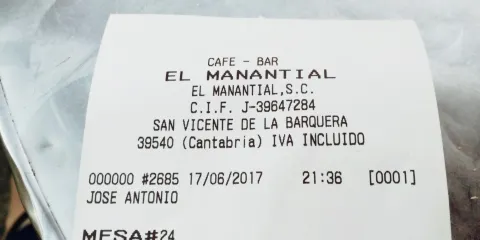 CAFE - BAR
EL MANANTIAL
EL MANANTIAL,S.C.
C.I.F. J-39647284
SAN VICENTE DE LA BARQUERA
39540 (Cantabria) IVA INCLUIDO
000000 #2685 17/06/2017 21:36 [0001]
JOSE ANTONIO
MESA#24